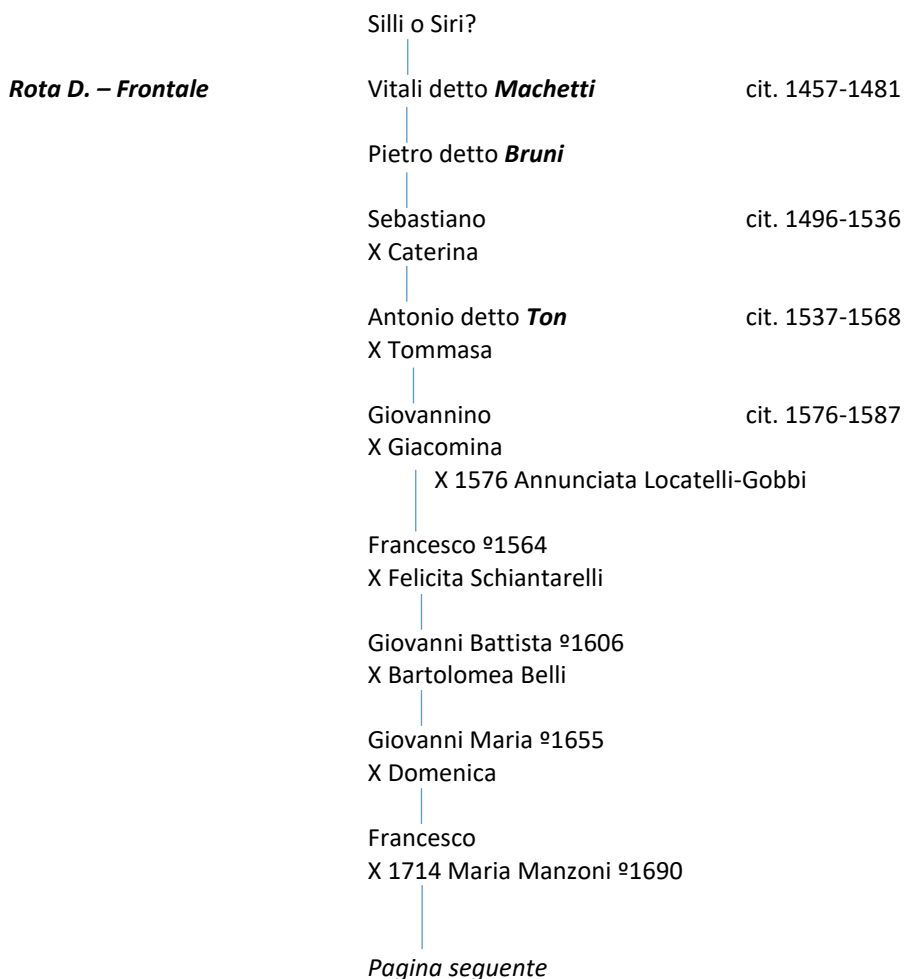 Silli o Siri?
Rota D. – Frontale Vitali detto Machetti cit. 1457-1481
Pietro detto Bruni
Sebastiano cit. 1496-1536
X Caterina
Antonio detto Ton cit. 1537-1568
X Tommasa
Giovannino cit. 1576-1587
X Giacomina
X 1576 Annunciata Locatelli-Gobbi
Francesco º1564
X Felicita Schiantarelli
Giovanni Battista º1606
X Bartolomea Belli
Giovanni Maria º1655
X Domenica
Francesco
X 1714 Maria Manzoni º1690
Pagina seguente